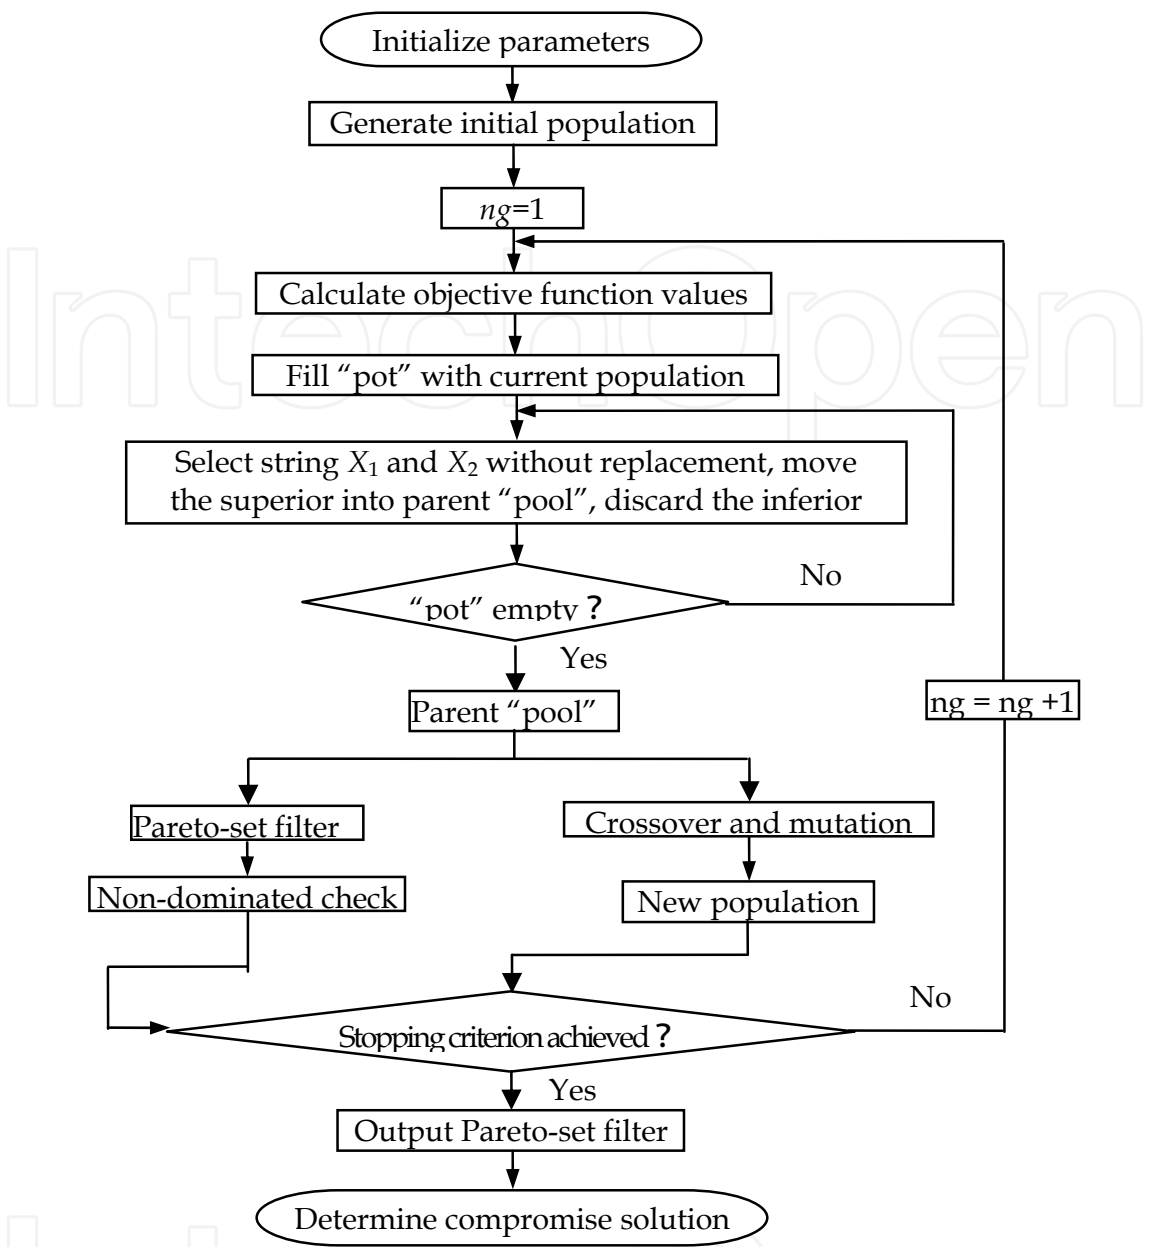 Initialize parameters
Generate initial population
ng=1
Calculate objective function values
Fill “pot” with current population
Select string X₁ and X₂ without replacement, move
the superior into parent “pool”, discard the inferior
No
“pot” empty ?
Yes
Parent “pool”
ng = ng +1
Pareto-set filter
Crossover and mutation
Non-dominated check
New population
No
Stopping criterion achieved ?
Yes
Output Pareto-set filter
Determine compromise solution
IntechOpen